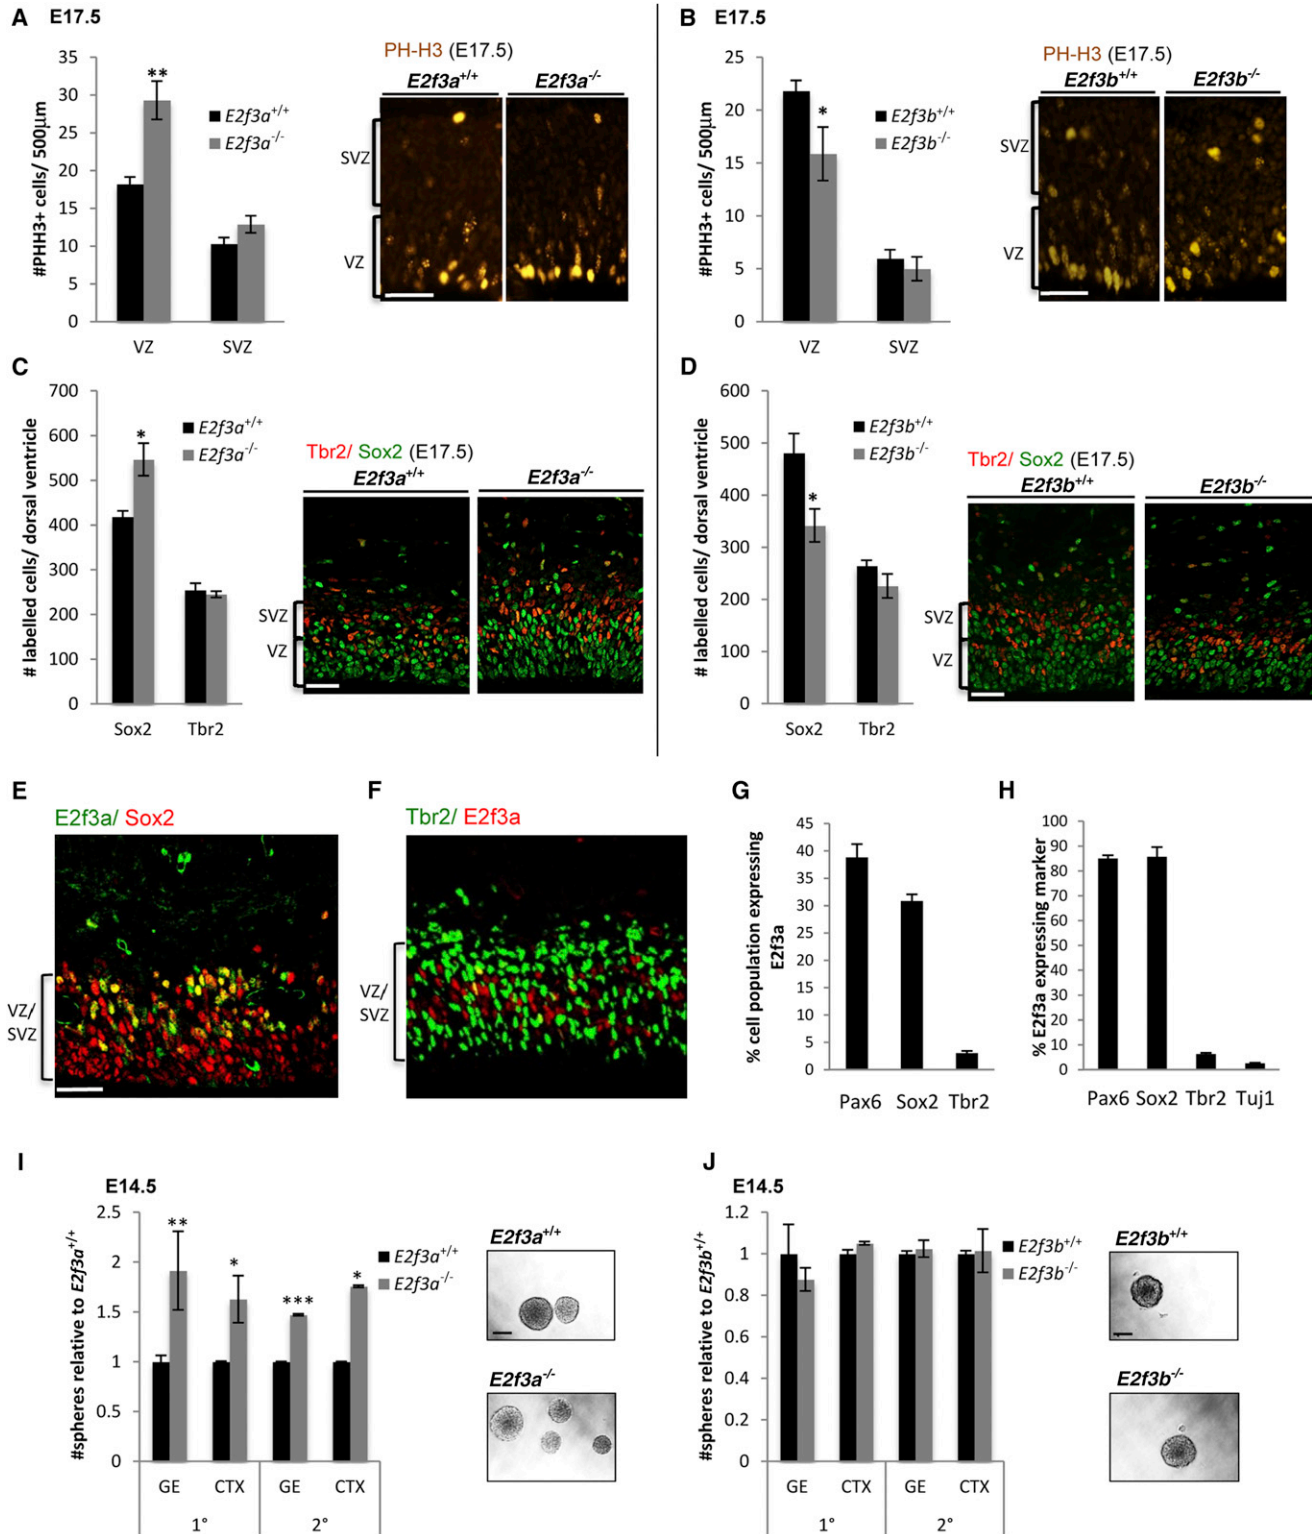 A E17.5
#PHH3+ cells/ 500µm
35
30
25
20
15
10
5
0
**
E2f3a+/+
E2f3a-/-
VZ SVZ
PH-H3 (E17.5)
E2f3a+/+ E2f3a-/-
SVZ
VZ
B E17.5
#PHH3+ cells/ 500µm
25
20
15
10
5
0
*
E2f3b+/+
E2f3b-/-
VZ SVZ
PH-H3 (E17.5)
E2f3b+/+ E2f3b-/-
SVZ
VZ
C
# labelled cells/ dorsal ventricle
700
600
500
400
300
200
100
0
*
E2f3a+/+
E2f3a-/-
Sox2 Tbr2
Tbr2/ Sox2 (E17.5)
E2f3a+/+ E2f3a-/-
SVZ
VZ
D
# labelled cells/ dorsal ventricle
600
500
400
300
200
100
0
*
E2f3b+/+
E2f3b-/-
Sox2 Tbr2
Tbr2/ Sox2 (E17.5)
E2f3b+/+ E2f3b-/-
SVZ
VZ
E
E2f3a/ Sox2
VZ/
SVZ
F
Tbr2/ E2f3a
VZ/
SVZ
G
% cell population expressing
E2f3a
45
40
35
30
25
20
15
10
5
0
Pax6 Sox2 Tbr2
H
% E2f3a expressing marker
100
90
80
70
60
50
40
30
20
10
0
Pax6 Sox2 Tbr2 Tuj1
I
E14.5
#spheres relative to E2f3a+/+
2.5
2
1.5
1
0.5
0
**
*
***
*
E2f3a+/+
E2f3a-/-
GE CTX GE CTX
1° 2°
E2f3a+/+
E2f3a-/-
J
E14.5
#spheres relative to E2f3b+/+
1.2
1
0.8
0.6
0.4
0.2
0
E2f3b+/+
E2f3b-/-
GE CTX GE CTX
1° 2°
E2f3b+/+
E2f3b-/-